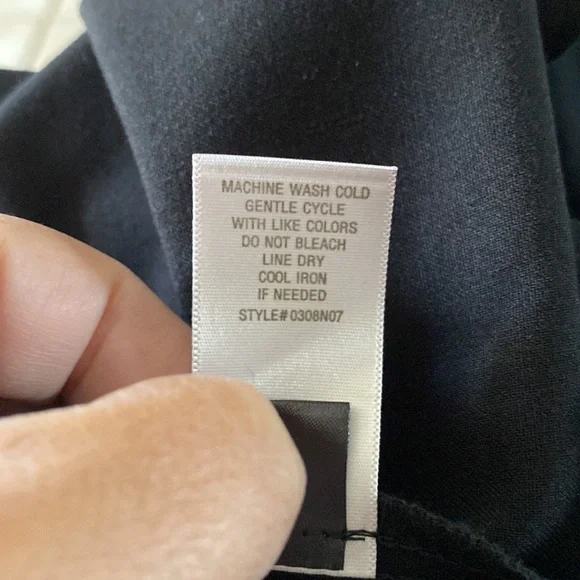 MACHINE WASH COLD
GENTLE CYCLE
WITH LIKE COLORS
DO NOT BLEACH
LINE DRY
COOL IRON
IF NEEDED
STYLE# 0308N07